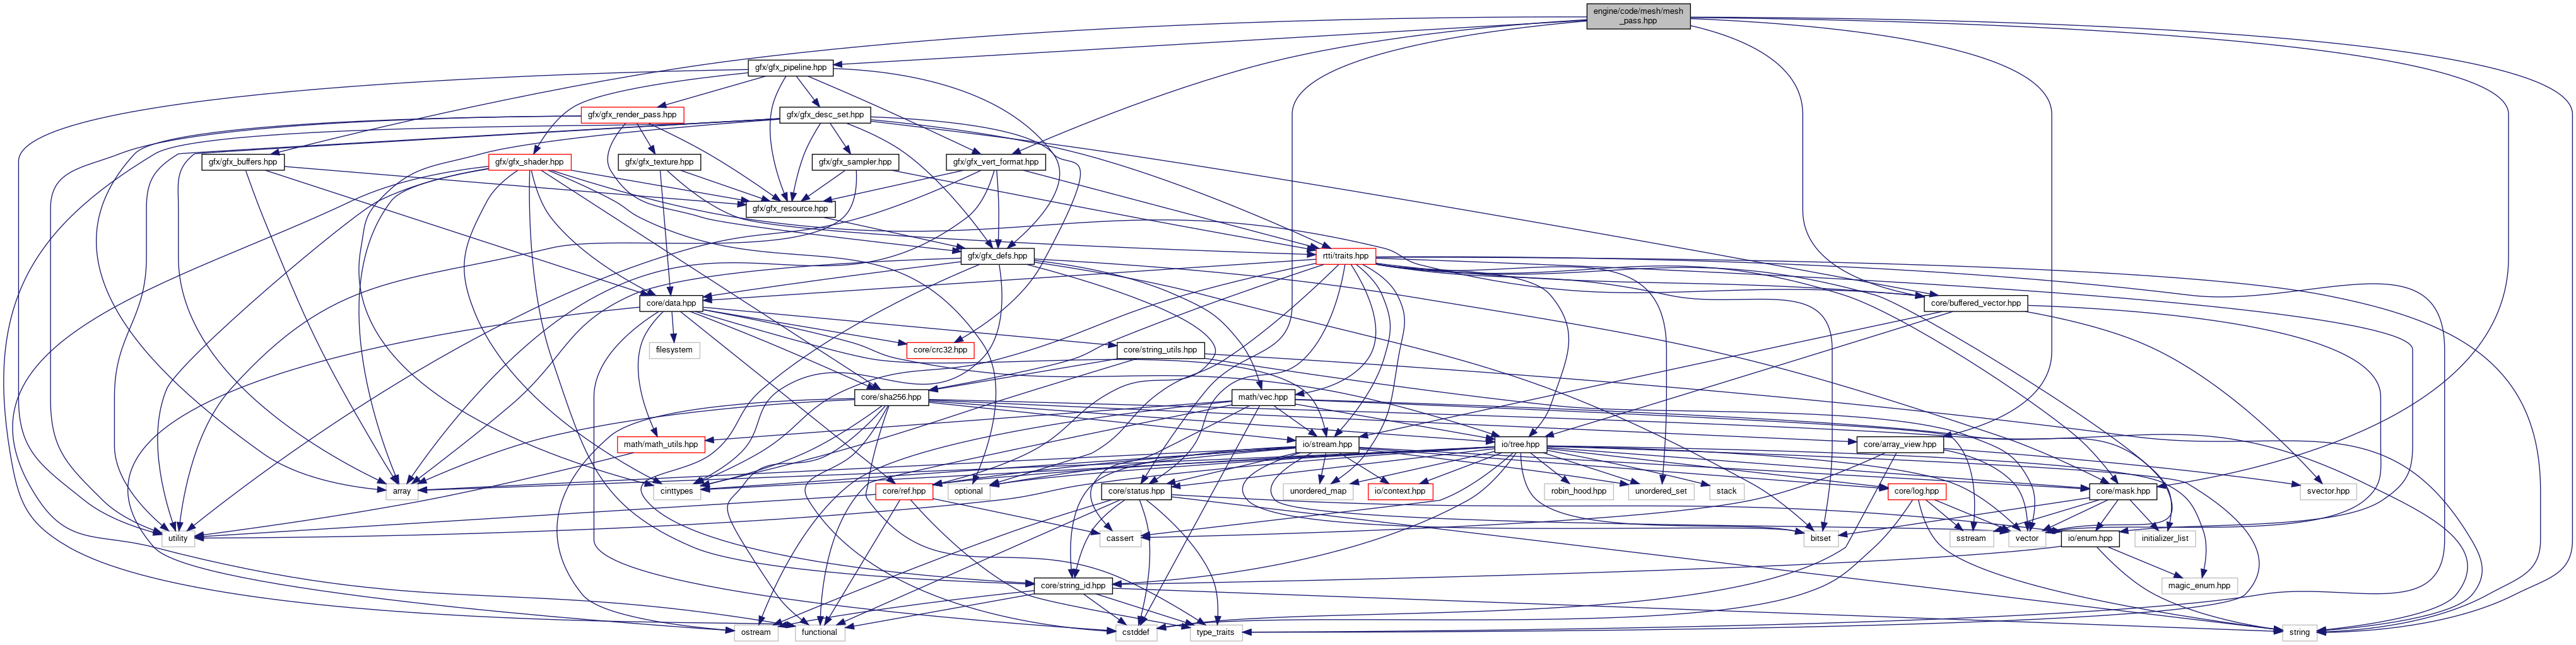 engine/code/mesh/mesh
_pass.hpp
gfx/gfx_pipeline.hpp
gfx/gfx_render_pass.hpp
gfx/gfx_desc_set.hpp
gfx/gfx_buffers.hpp
gfx/gfx_shader.hpp
gfx/gfx_texture.hpp
gfx/gfx_sampler.hpp
gfx/gfx_vert_format.hpp
gfx/gfx_resource.hpp
gfx/gfx_defs.hpp
rtti/traits.hpp
core/data.hpp
core/buffered_vector.hpp
filesystem
core/crc32.hpp
core/string_utils.hpp
core/sha256.hpp
math/vec.hpp
math/math_utils.hpp
io/stream.hpp
io/tree.hpp
core/array_view.hpp
array
cinttypes
core/ref.hpp
optional
core/status.hpp
unordered_map
io/context.hpp
robin_hood.hpp
unordered_set
stack
core/log.hpp
core/mask.hpp
svector.hpp
utility
cassert
bitset
sstream
vector
io/enum.hpp
initializer_list
core/string_id.hpp
magic_enum.hpp
ostream
functional
cstddef
type_traits
string